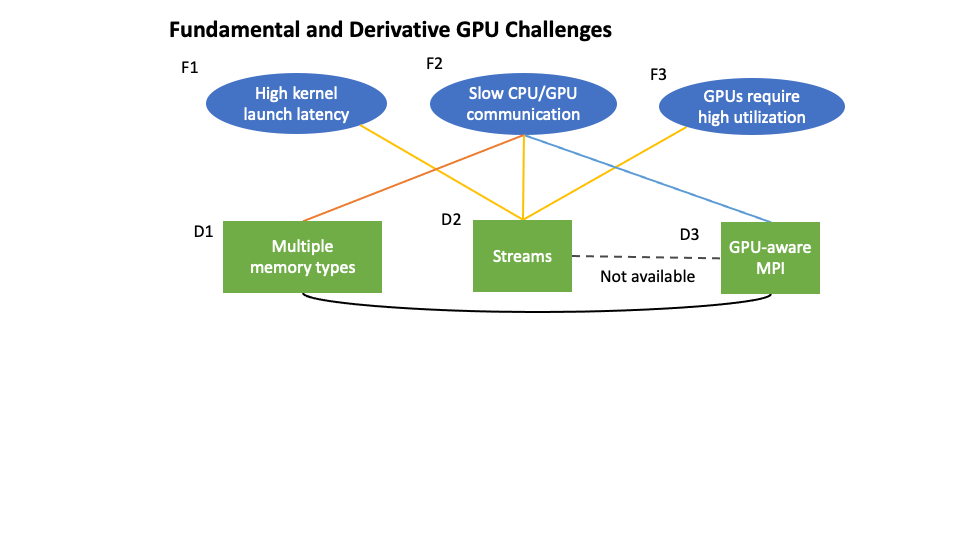 Fundamental and Derivative GPU Challenges
F1
High kernel
launch latency
F2
Slow CPU/GPU
communication
F3
GPUs require
high utilization
D1
Multiple
memory types
D2
Streams
D3
GPU-aware
MPI
Not available